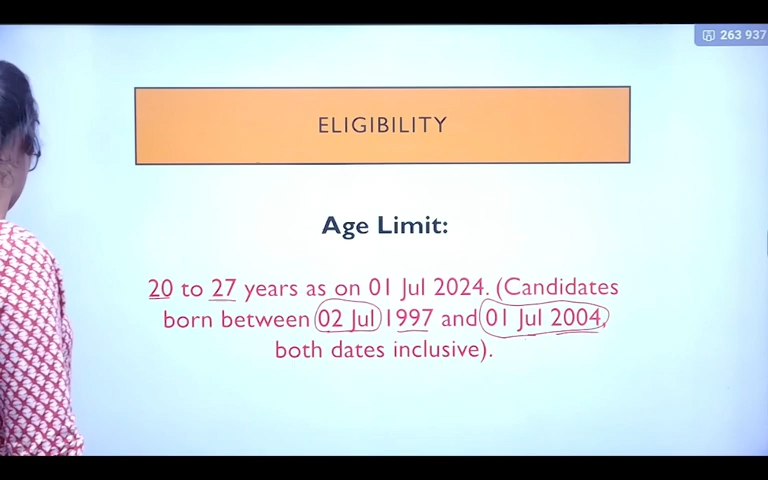 263 937
ELIGIBILITY
Age Limit:
20 to 27 years as on 01 Jul 2024. (Candidates
born between 02 Jul 1997 and 01 Jul 2004,
both dates inclusive).